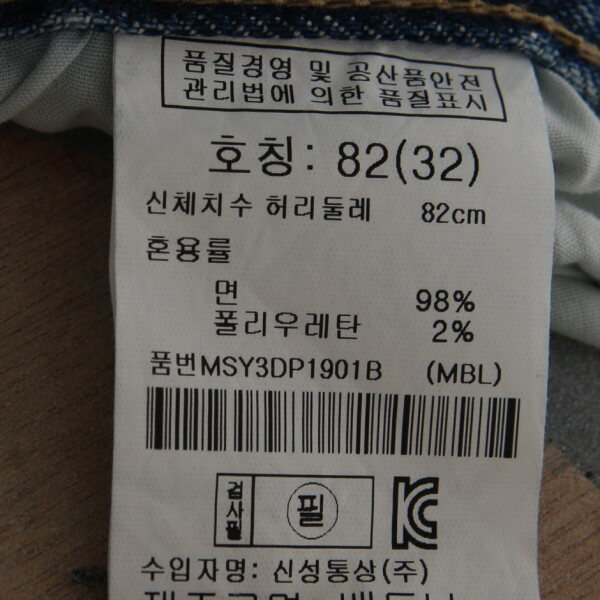 품질경영 및 공산품안전
관리법에 의한 품질표시
호칭: 82(32)
신체치수 허리둘레 82cm
혼용률
면 98%
폴리우레탄 2%
품번MSY3DP1901B (MBL)
검사필 필
수입자명: 신성통상(주)